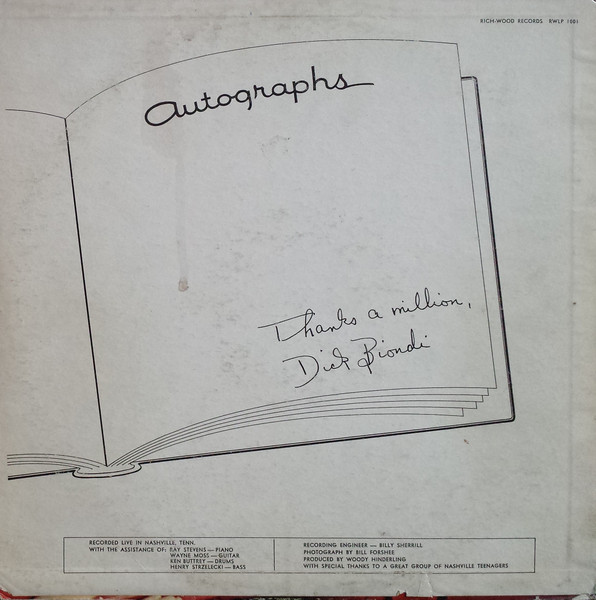 RICH-WOOD RECORDS RWLP 1001
Autographs
Thanks a million,
Dick Biondi
RECORDED LIVE IN NASHVILLE, TENN.
WITH THE ASSISTANCE OF: RAY STEVENS — PIANO
WAYNE MOSS — GUITAR
KEN BUTTREY — DRUMS
HENRY STRZELECKI — BASS
RECORDING ENGINEER — BILLY SHERRILL
PHOTOGRAPH BY BILL FORSHEE
PRODUCED BY WOODY HINDERLING
WITH SPECIAL THANKS TO A GREAT GROUP OF NASHVILLE TEENAGERS